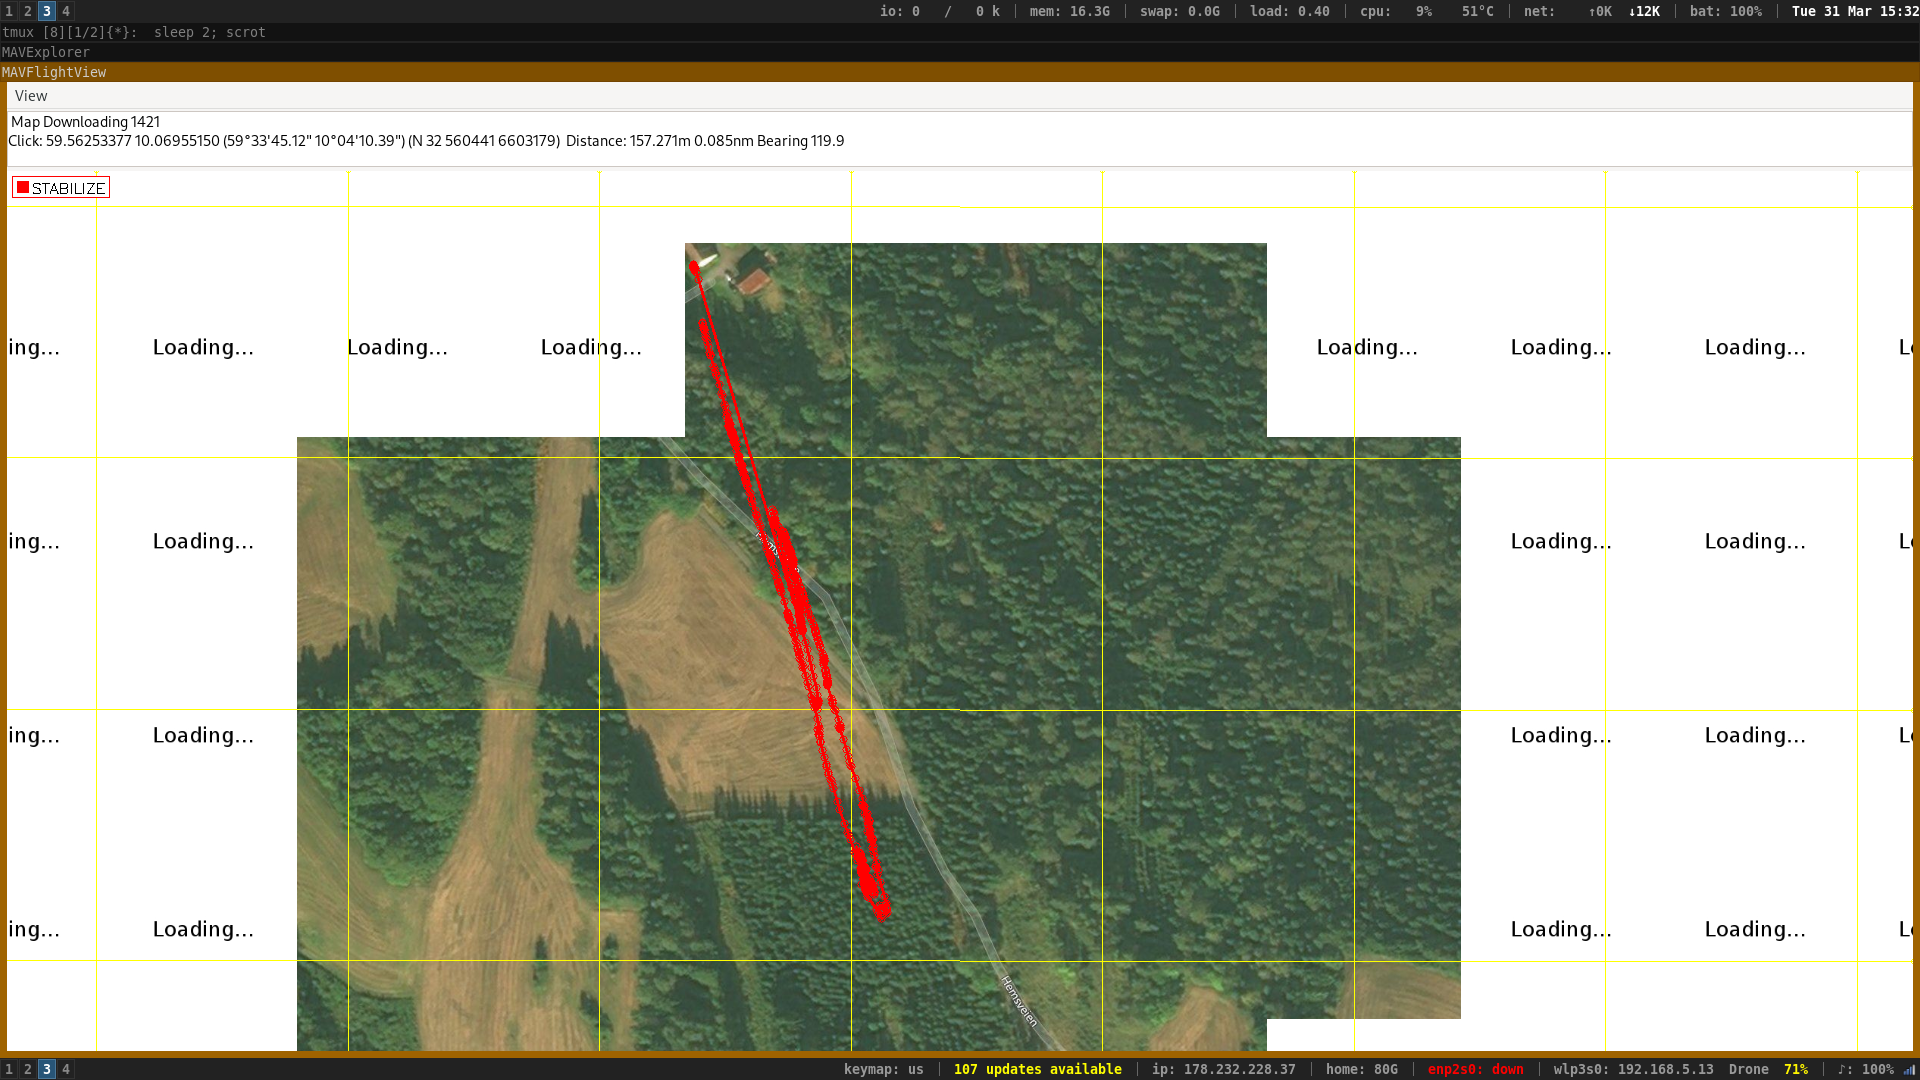 1 2 3 4 io: 0 / 0 k | mem: 16.3G | swap: 0.0G | load: 0.40 | cpu: 9% 51°C | net: ↑0K ↓12K | bat: 100% | Tue 31 Mar 15:32
tmux [8][1/2]{*}: sleep 2; scrot
MAVExplorer
MAVFlightView
View
Map Downloading 1421
Click: 59.56253377 10.06955150 (59°33'45.12" 10°04'10.39") (N 32 560441 6603179) Distance: 157.271m 0.085nm Bearing 119.9
STABILIZE
ing... Loading... Loading... Loading... Loading... Loading... Loading... Lo
ing... Loading... Loading... Loading... Lo
ing... Loading... Loading... Loading... Lo
ing... Loading... Loading... Loading... Lo
Hemsveien
1 2 3 4 keymap: us | 107 updates available | ip: 178.232.228.37 | home: 80G | enp2s0: down | wlp3s0: 192.168.5.13 Drone 71% | ♪: 100%